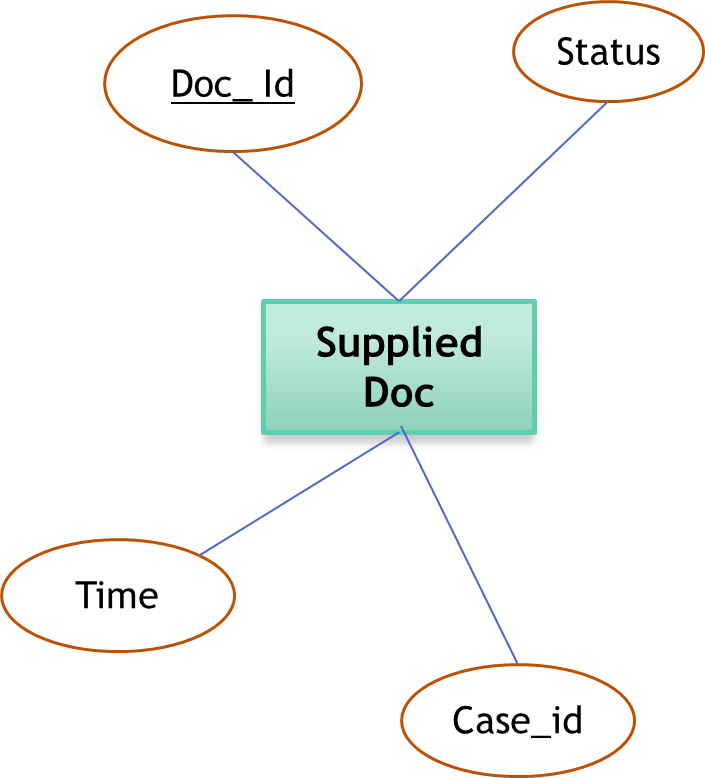 Status
Doc_ Id
Supplied
Doc
Time
Case_id